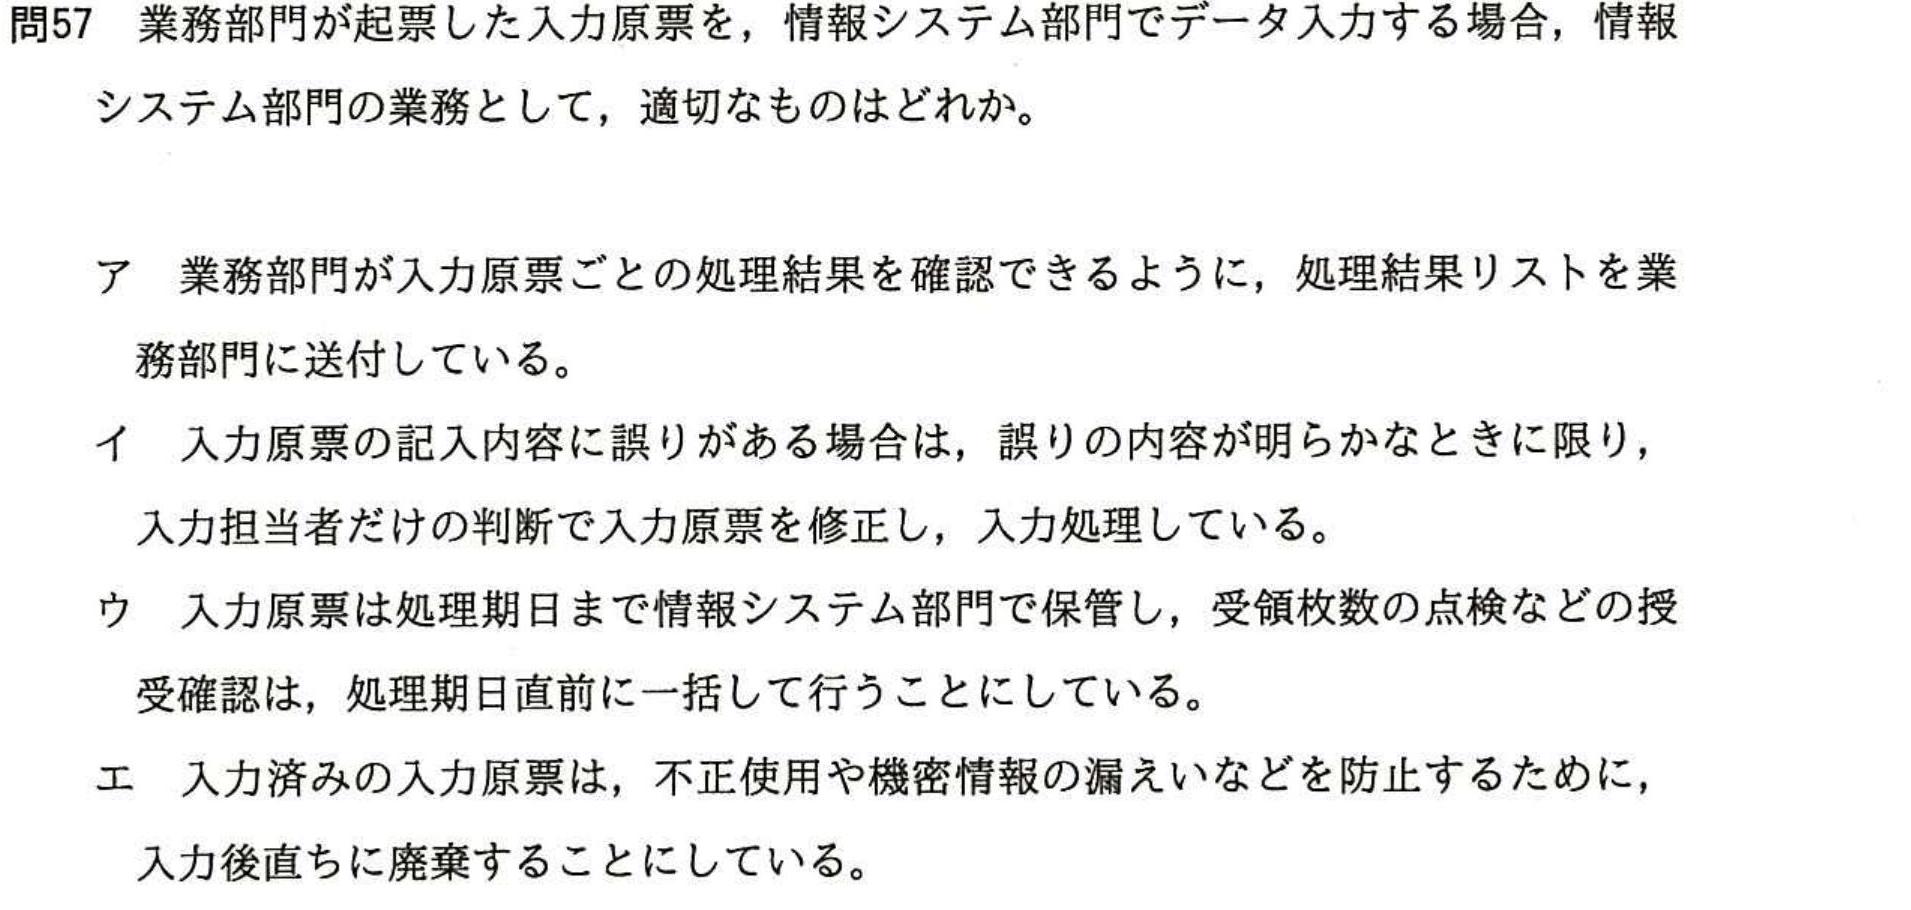 問57 業務部門が起票した入力原票を，情報システム部門でデータ入力する場合，情報
システム部門の業務として，適切なものはどれか。
ア 業務部門が入力原票ごとの処理結果を確認できるように，処理結果リストを業
務部門に送付している。
イ 入力原票の記入内容に誤りがある場合は，誤りの内容が明らかなときに限り，
入力担当者だけの判断で入力原票を修正し，入力処理している。
ウ 入力原票は処理期日まで情報システム部門で保管し，受領枚数の点検などの授
受確認は，処理期日直前に一括して行うことにしている。
エ 入力済みの入力原票は，不正使用や機密情報の漏えいなどを防止するために，
入力後直ちに廃棄することにしている。